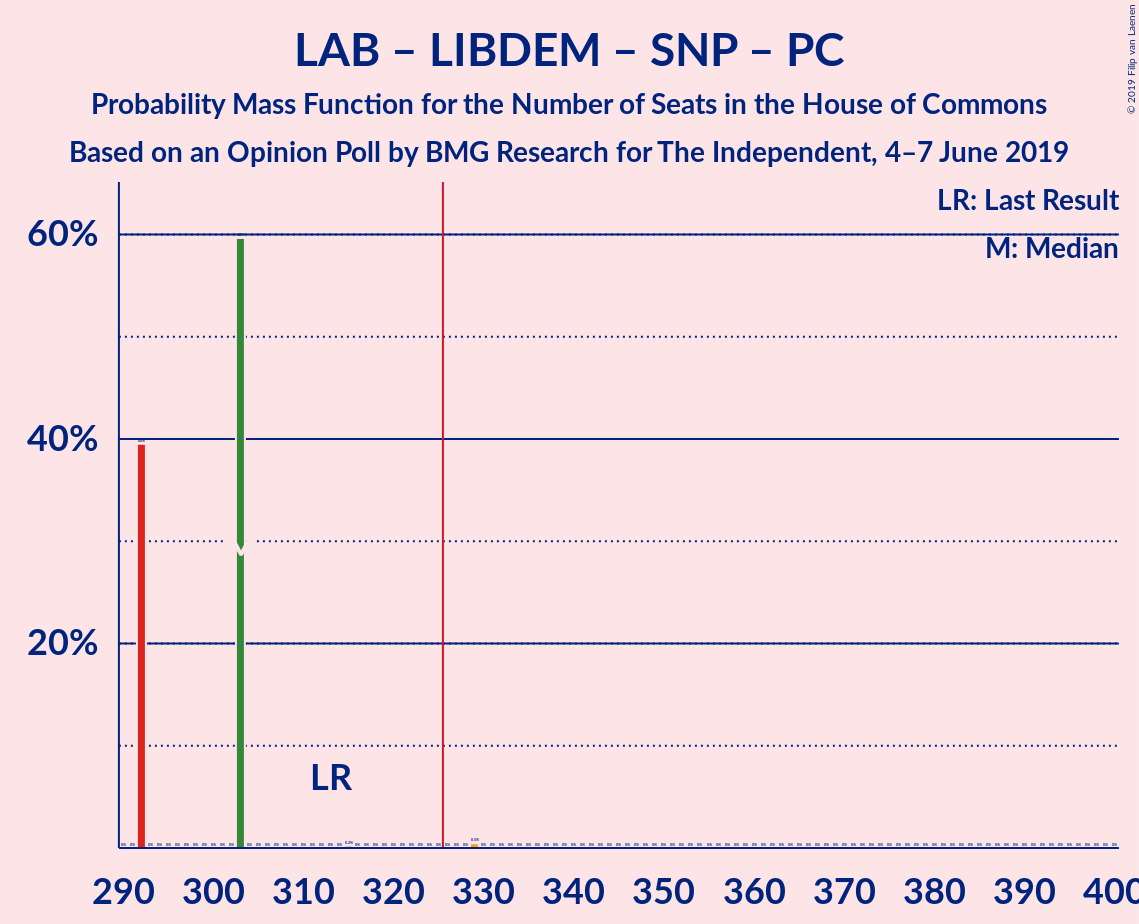 © 2019 Filip van Laenen
LAB – LIBDEM – SNP – PC
Probability Mass Function for the Number of Seats in the House of Commons
Based on an Opinion Poll by BMG Research for The Independent, 4–7 June 2019
LR: Last Result
M: Median
60%
40%
20%
M
LR
290 300 310 320 330 340 350 360 370 380 390 400